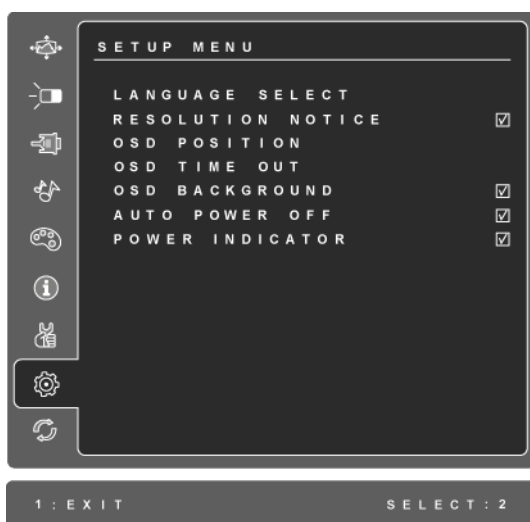 SETUP MENU
LANGUAGE SELECT
RESOLUTION NOTICE ☑
OSD POSITION
OSD TIME OUT
OSD BACKGROUND ☑
AUTO POWER OFF ☑
POWER INDICATOR ☑
1:EXIT SELECT:2